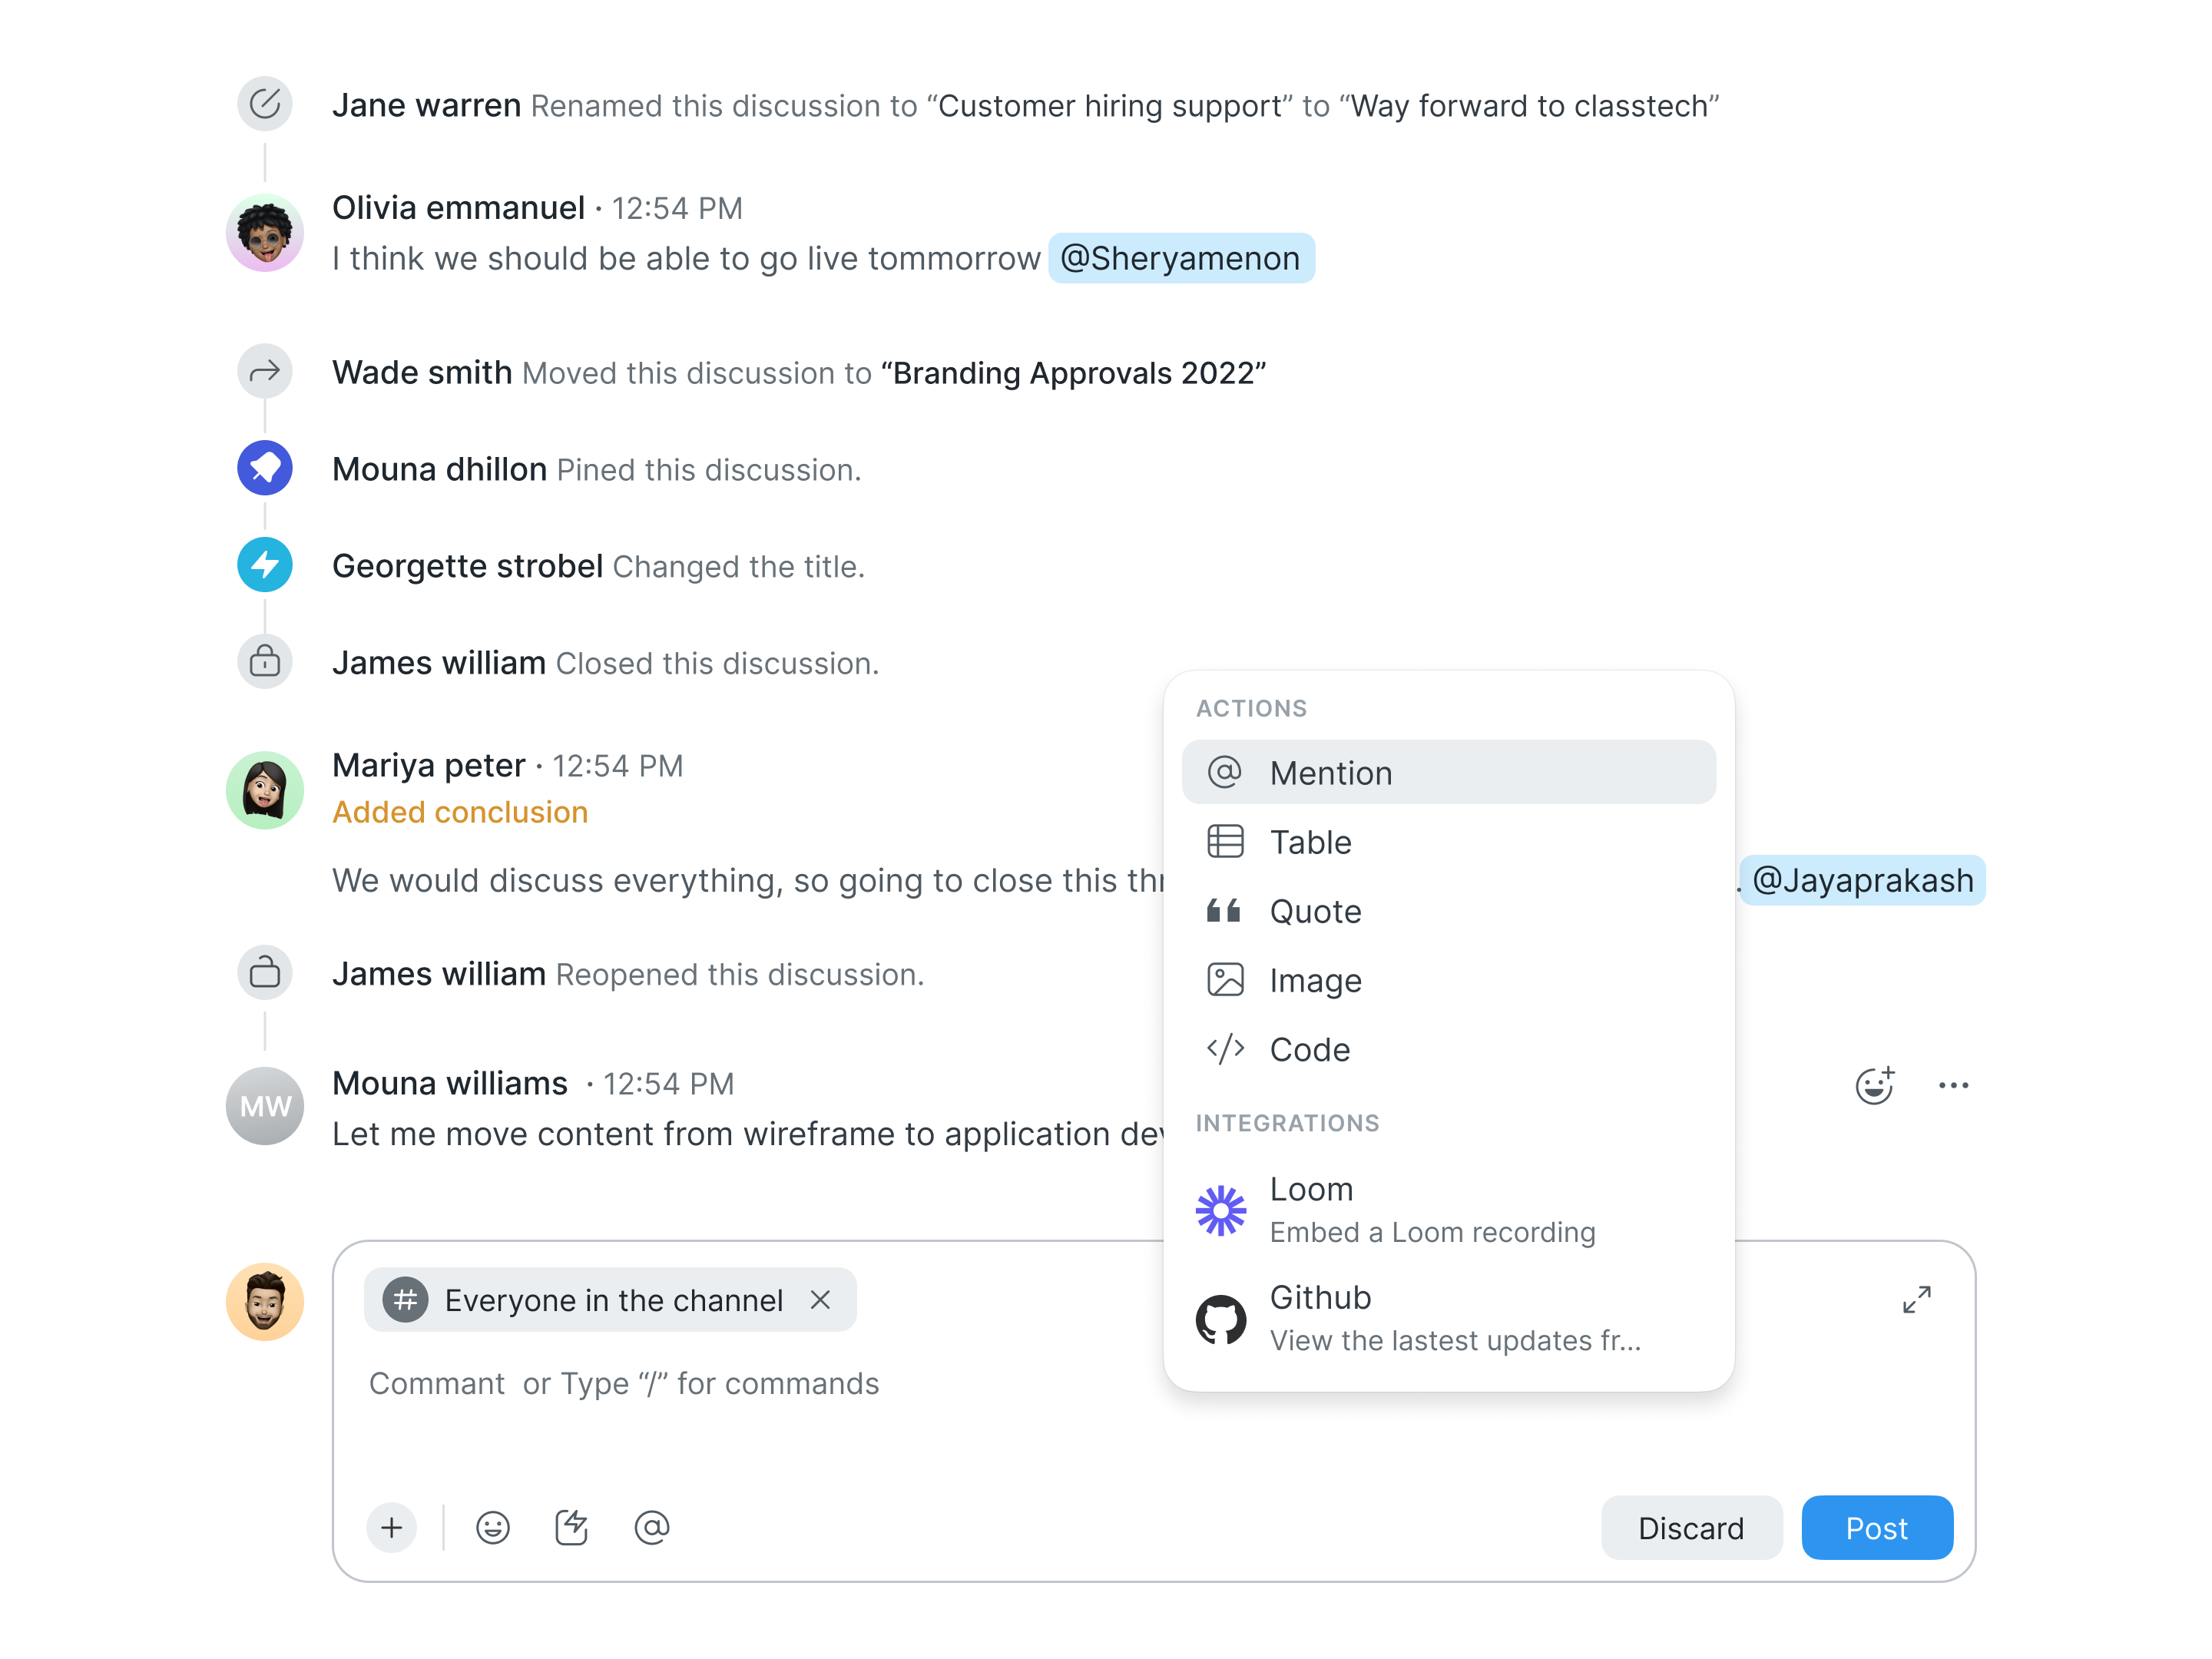 Jane warren Renamed this discussion to “Customer hiring support” to “Way forward to classtech”
Olivia emmanuel · 12:54 PM
I think we should be able to go live tommorrow @Sheryamenon
Wade smith Moved this discussion to “Branding Approvals 2022”
Mouna dhillon Pined this discussion.
Georgette strobel Changed the title.
James william Closed this discussion.
Mariya peter · 12:54 PM
Added conclusion
We would discuss everything, so going to close this . @Jayaprakash
James william Reopened this discussion.
MW
Mouna williams · 12:54 PM
Let me move content from wireframe to application
ACTIONS
@ Mention
Table
Quote
Image
</> Code
INTEGRATIONS
Loom
Embed a Loom recording
Github
View the lastest updates fr...
# Everyone in the channel
Commant or Type “/” for commands
Discard
Post